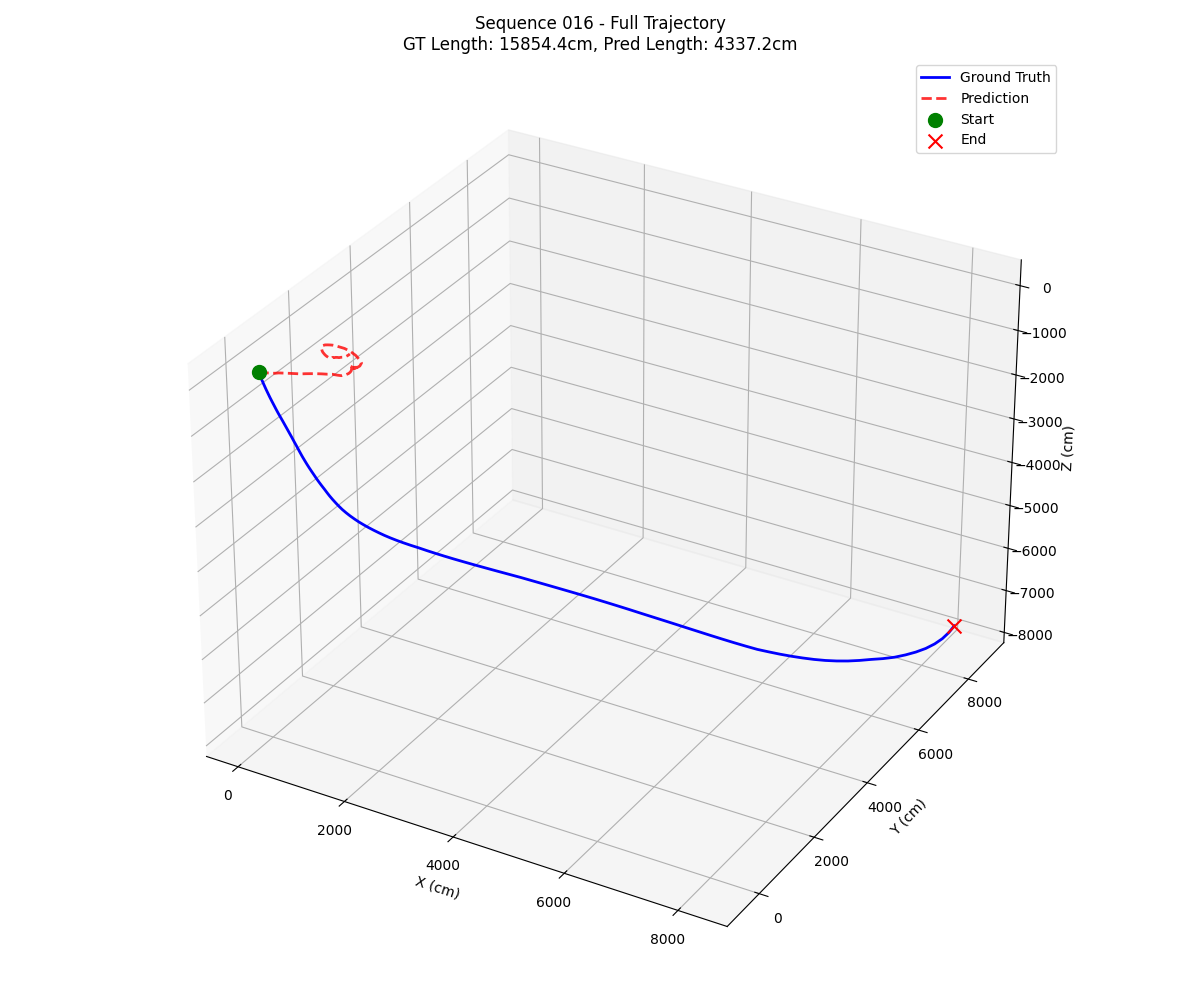 Sequence 016 - Full Trajectory
GT Length: 15854.4cm, Pred Length: 4337.2cm
Ground Truth
Prediction
Start
End
0
−1000
−2000
−3000
−4000
−5000
−6000
−7000
−8000
Z (cm)
8000
6000
4000
2000
0
Y (cm)
0
2000
4000
6000
8000
X (cm)